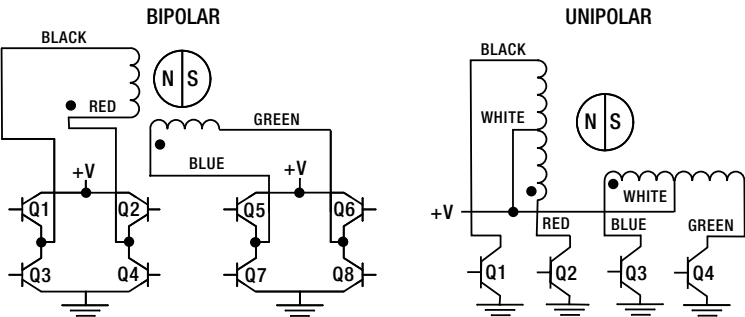 BIPOLAR
BLACK
N S
RED
GREEN
BLUE
+V
+V
Q1
Q2
Q5
Q6
Q3
Q4
Q7
Q8
UNIPOLAR
BLACK
WHITE
N S
WHITE
+V
RED
BLUE
GREEN
Q1
Q2
Q3
Q4